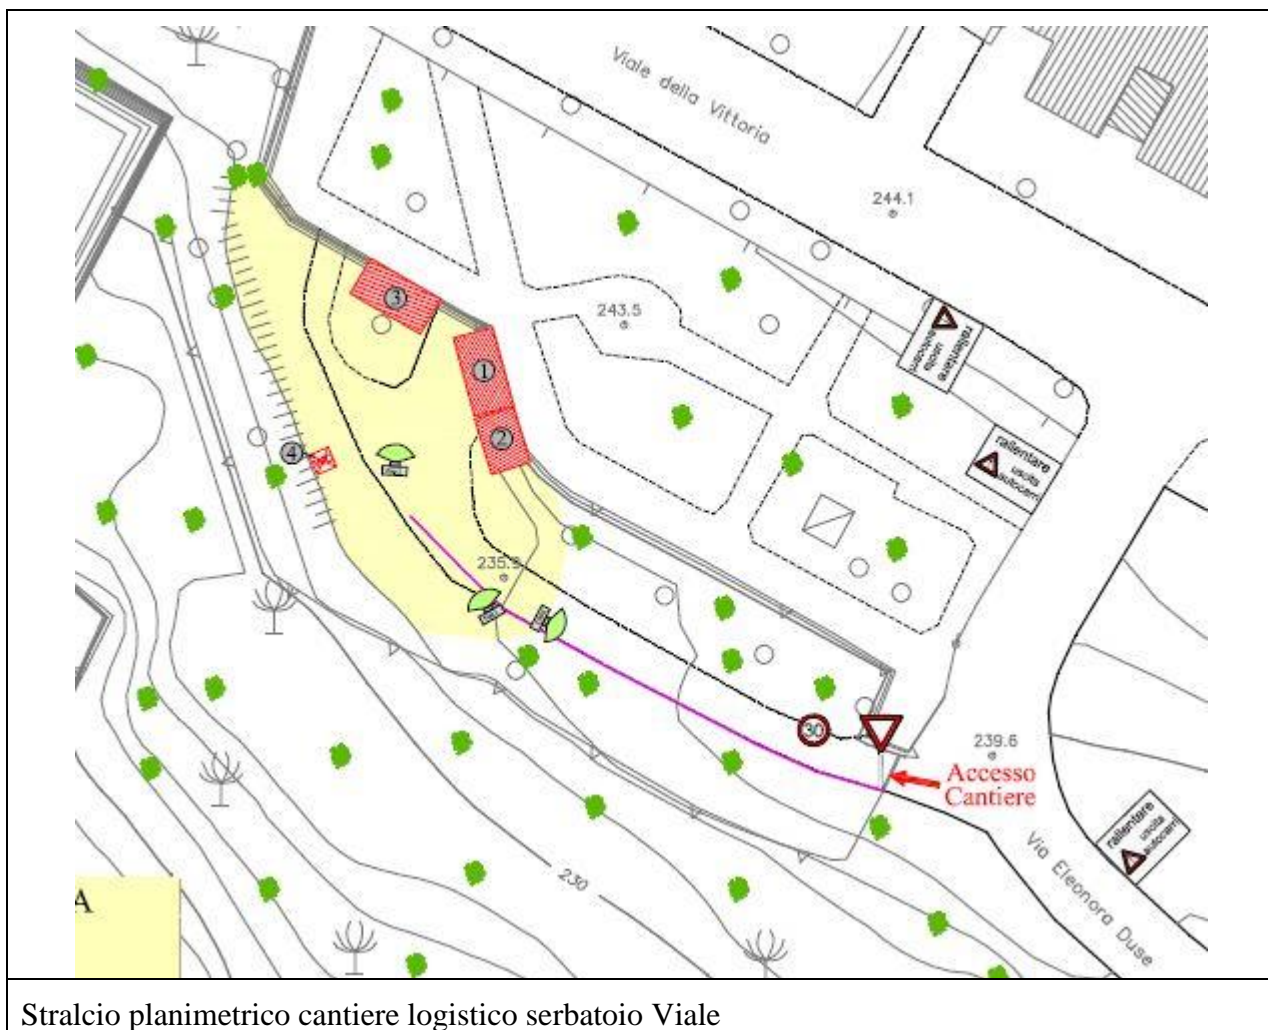 Viale della Vittoria
244.1
243.5
3
1
2
4
rallentare
uscita
autocarri
rallentare
uscita
autocarri
235.9
30
239.6
Accesso
Cantiere
rallentare
uscita
autocarri
Via Eleonora Duse
230
A
Stralcio planimetrico cantiere logistico serbatoio Viale